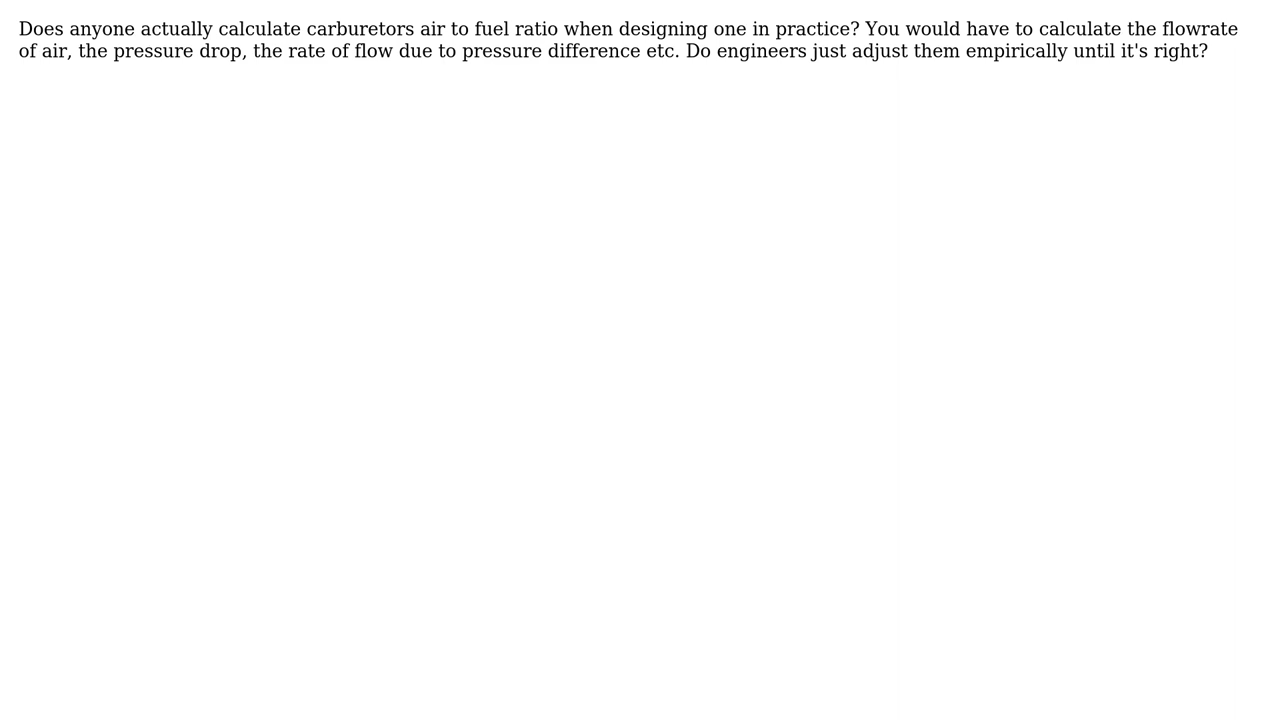 Does anyone actually calculate carburetors air to fuel ratio when designing one in practice? You would have to calculate the flowrate
of air, the pressure drop, the rate of flow due to pressure difference etc. Do engineers just adjust them empirically until it's right?